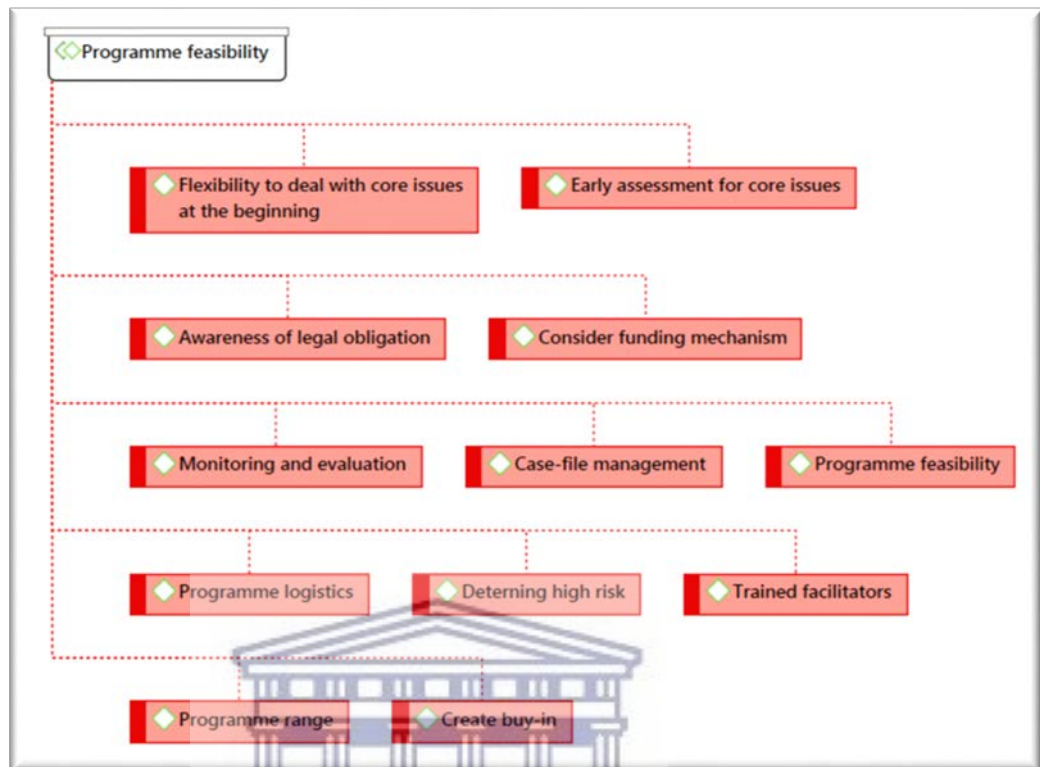 Programme feasibility
Flexibility to deal with core issues
at the beginning
Early assessment for core issues
Awareness of legal obligation
Consider funding mechanism
Monitoring and evaluation
Case-file management
Programme feasibility
Programme logistics
Deterning high risk
Trained facilitators
Programme range
Create buy-in